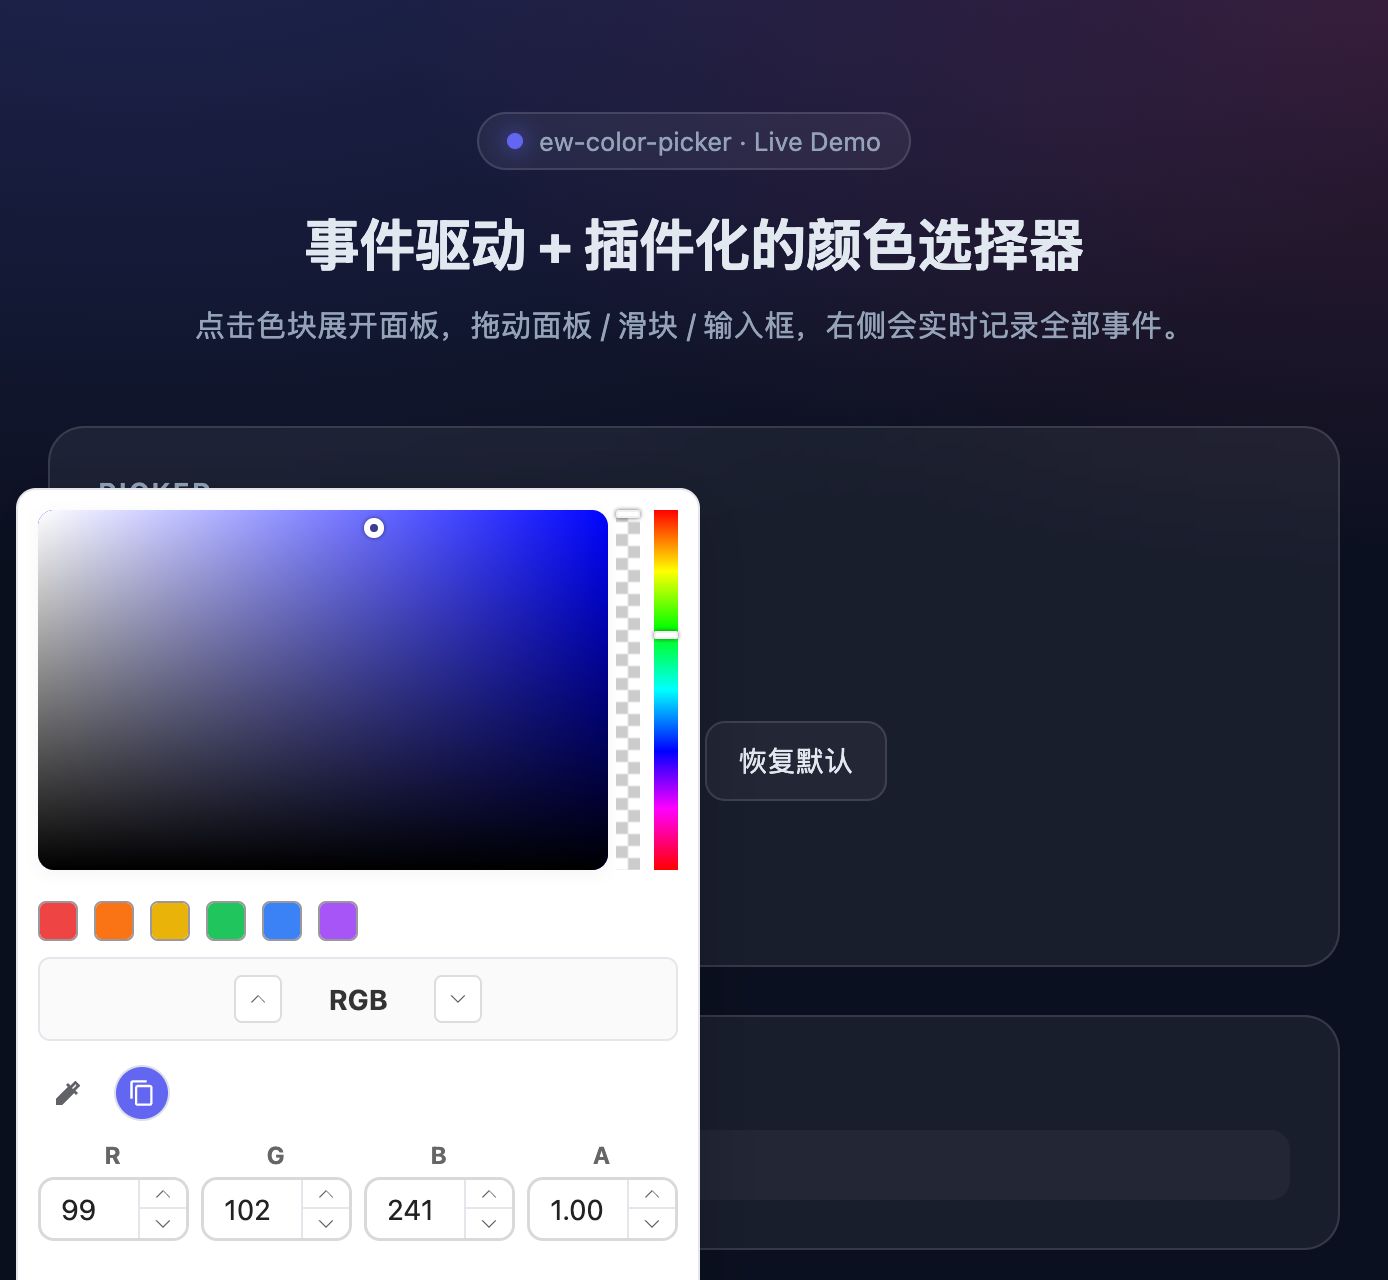 ew-color-picker · Live Demo
事件驱动 + 插件化的颜色选择器
点击色块展开面板，拖动面板 / 滑块 / 输入框，右侧会实时记录全部事件。
PICKER
恢复默认
RGB
R G B A
99 102 241 1.00